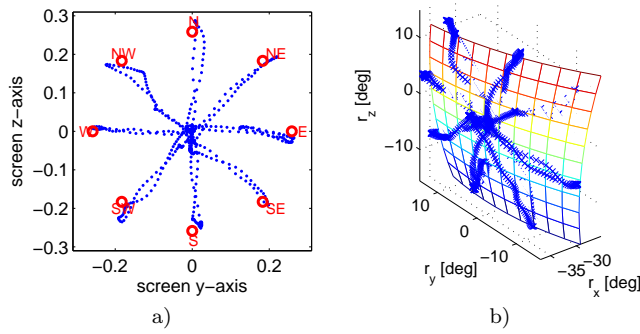 0.3
0.2
0.1
0
−0.1
−0.2
−0.3
screen z-axis
N
NW
NE
W
E
SW
SE
S
−0.2
0
0.2
screen y-axis
a)
10
0
−10
r_z [deg]
10
0
−10
r_y [deg]
−35
−30
r_x [deg]
b)